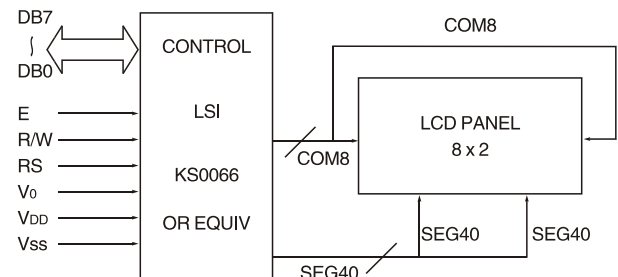 DB7
DB0
E
R/W
RS
V0
VDD
VSS
CONTROL
LSI
KS0066
OR EQUIV
COM8
COM8
LCD PANEL
8 x 2
SEG40
SEG40
SEG40